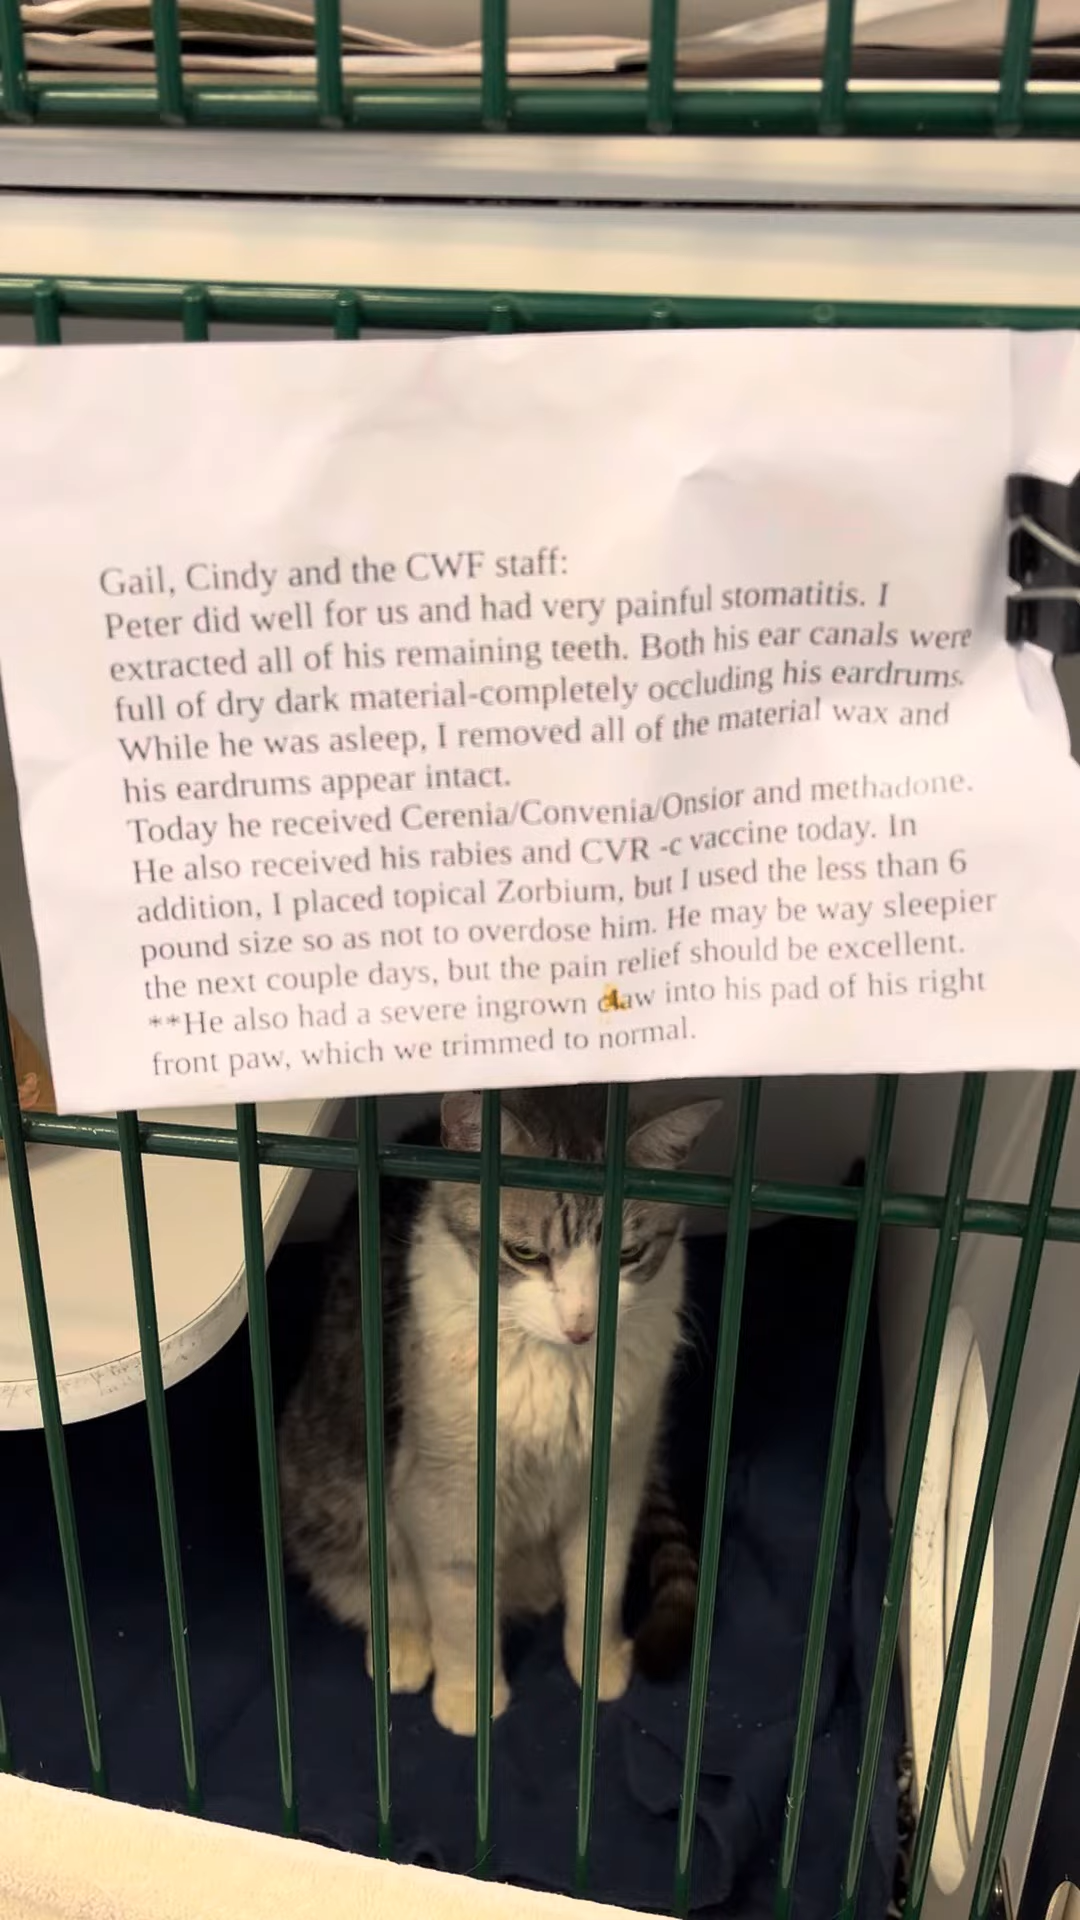 Gail, Cindy and the CWF staff:
Peter did well for us and had very painful stomatitis. I
extracted all of his remaining teeth. Both his ear canals were
full of dry dark material-completely occluding his eardrums.
While he was asleep, I removed all of the material wax and
his eardrums appear intact.
Today he received Cerenia/Convenia/Onsior and methadone.
He also received his rabies and CVR -c vaccine today. In
addition, I placed topical Zorbium, but I used the less than 6
pound size so as not to overdose him. He may be way sleepier
the next couple days, but the pain relief should be excellent.
**He also had a severe ingrown claw into his pad of his right
front paw, which we trimmed to normal.